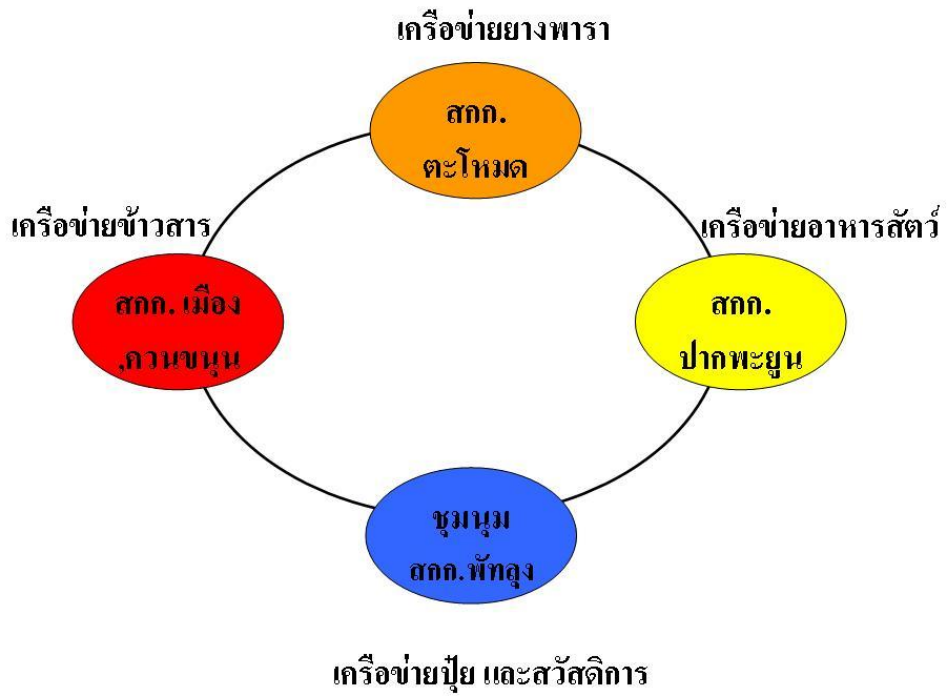 เครือข่ายยางพารา
สกก.
ตะโหมด
เครือข่ายข้าวสาร
เครือข่ายอาหารสัตว์
สกก. เมือง
,ควนขนุน
สกก.
ปากพะยูน
ชุมนุม
สกก.พัทลุง
เครือข่ายปุ๋ย และสวัสดิการ